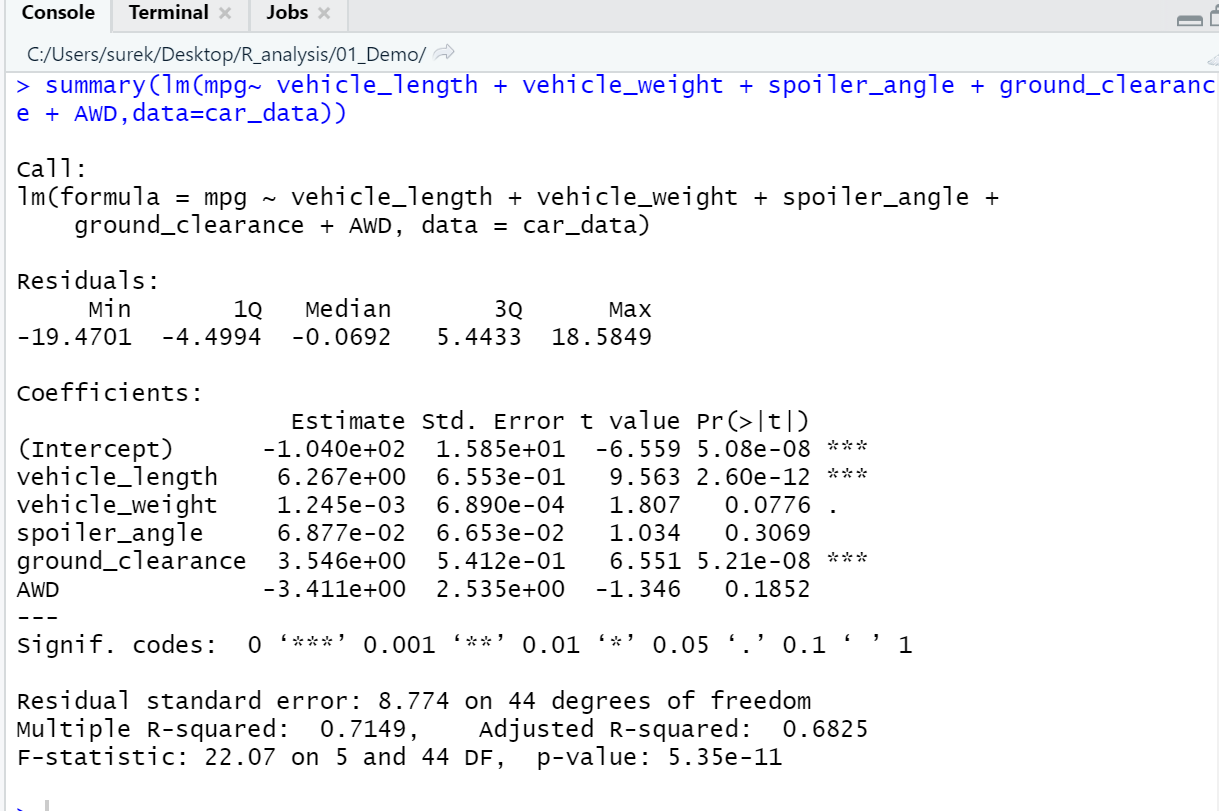 Console Terminal Jobs
C:/Users/surek/Desktop/R_analysis/01_Demo/
> summary(lm(mpg~ vehicle_length + vehicle_weight + spoiler_angle + ground_clearanc
e + AWD,data=car_data))
Call:
lm(formula = mpg ~ vehicle_length + vehicle_weight + spoiler_angle +
    ground_clearance + AWD, data = car_data)
Residuals:
     Min       1Q   Median       3Q      Max
-19.4701  -4.4994  -0.0692   5.4433  18.5849
Coefficients:
                   Estimate Std. Error t value Pr(>|t|)
(Intercept)      -1.040e+02  1.585e+01  -6.559 5.08e-08 ***
vehicle_length    6.267e+00  6.553e-01   9.563 2.60e-12 ***
vehicle_weight    1.245e-03  6.890e-04   1.807   0.0776 .
spoiler_angle     6.877e-02  6.653e-02   1.034   0.3069
ground_clearance  3.546e+00  5.412e-01   6.551 5.21e-08 ***
AWD              -3.411e+00  2.535e+00  -1.346   0.1852
---
Signif. codes:  0 ‘***’ 0.001 ‘**’ 0.01 ‘*’ 0.05 ‘.’ 0.1 ‘ ’ 1
Residual standard error: 8.774 on 44 degrees of freedom
Multiple R-squared:  0.7149,    Adjusted R-squared:  0.6825
F-statistic: 22.07 on 5 and 44 DF,  p-value: 5.35e-11
>